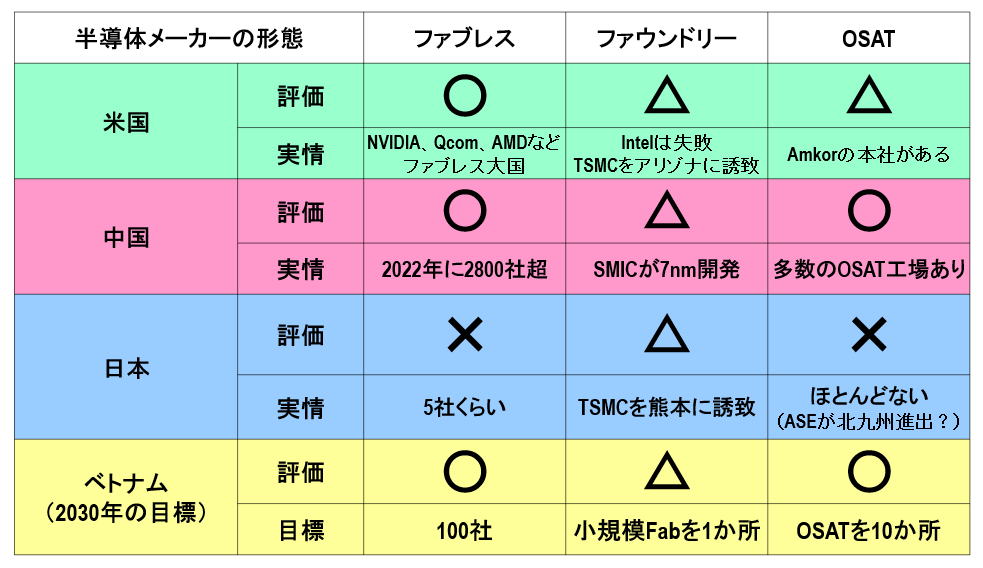 半導体メーカーの形態 ファブレス ファウンドリー OSAT
米国
評価 ○ △ △
実情
NVIDIA、Qcom、AMDなど
ファブレス大国
Intelは失敗
TSMCをアリゾナに誘致
Amkorの本社がある
中国
評価 ○ △ ○
実情 2022年に2800社超 SMICが7nm開発 多数のOSAT工場あり
日本
評価 × △ ×
実情 5社くらい TSMCを熊本に誘致
ほとんどない
（ASEが北九州進出？）
ベトナム
（2030年の目標）
評価 ○ △ ○
目標 100社 小規模Fabを1か所 OSATを10か所